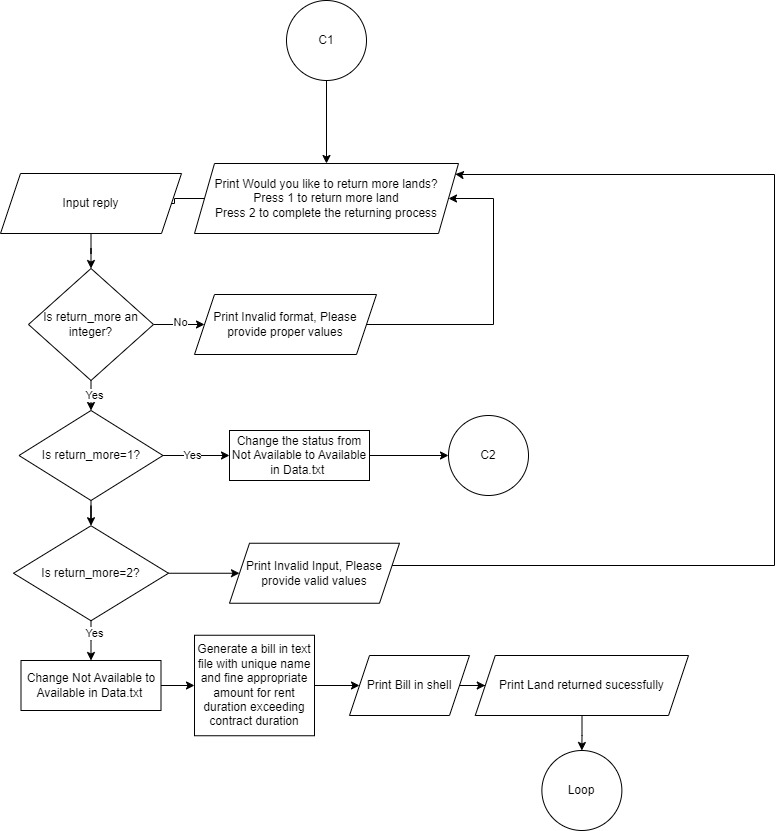 C1
Print Would you like to return more lands?
Press 1 to return more land
Press 2 to complete the returning process
Input reply
Is return_more an
integer?
No
Print Invalid format, Please
provide proper values
Yes
Is return_more=1?
Yes
Change the status from
Not Available to Available
in Data.txt
C2
Is return_more=2?
Print Invalid Input, Please
provide valid values
Yes
Change Not Available to
Available in Data.txt
Generate a bill in text
file with unique name
and fine appropriate
amount for rent
duration exceeding
contract duration
Print Bill in shell
Print Land returned sucessfully
Loop